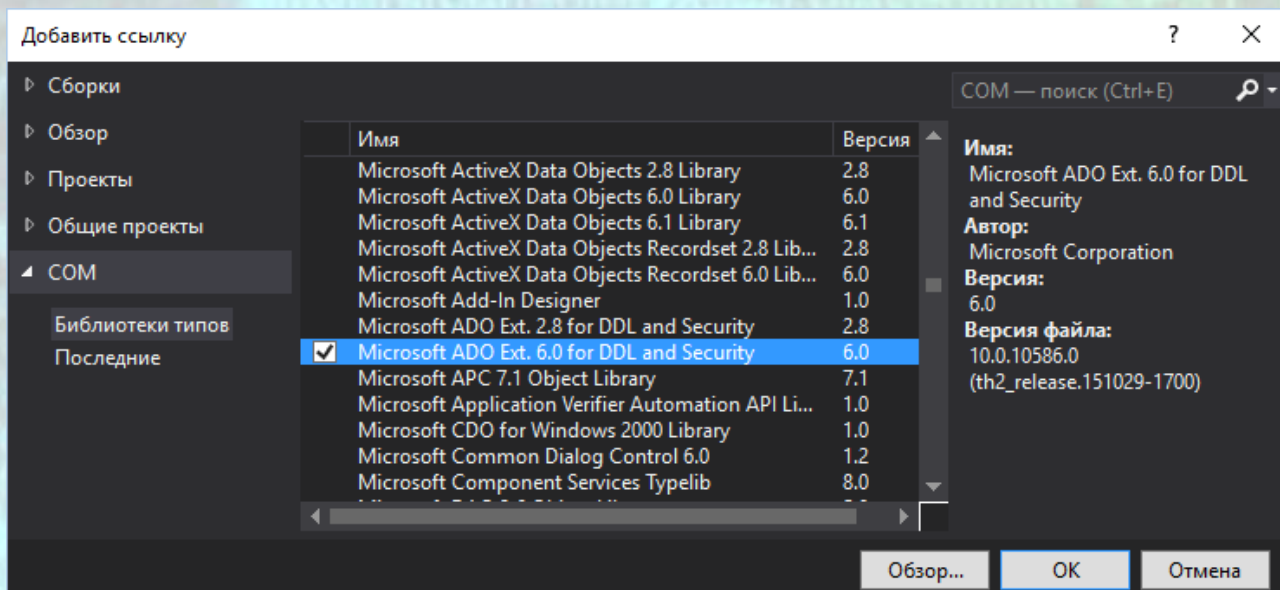 Добавить ссылку ?
Сборки
Обзор
Проекты
Общие проекты
COM
Библиотеки типов
Последние
Имя Версия
Microsoft ActiveX Data Objects 2.8 Library 2.8
Microsoft ActiveX Data Objects 6.0 Library 6.0
Microsoft ActiveX Data Objects 6.1 Library 6.1
Microsoft ActiveX Data Objects Recordset 2.8 Lib... 2.8
Microsoft ActiveX Data Objects Recordset 6.0 Lib... 6.0
Microsoft Add-In Designer 1.0
Microsoft ADO Ext. 2.8 for DDL and Security 2.8
Microsoft ADO Ext. 6.0 for DDL and Security 6.0
Microsoft APC 7.1 Object Library 7.1
Microsoft Application Verifier Automation API Li... 1.0
Microsoft CDO for Windows 2000 Library 1.0
Microsoft Common Dialog Control 6.0 1.2
Microsoft Component Services Typelib 8.0
COM — поиск (Ctrl+E)
Имя:
Microsoft ADO Ext. 6.0 for DDL
and Security
Автор:
Microsoft Corporation
Версия:
6.0
Версия файла:
10.0.10586.0
(th2_release.151029-1700)
Обзор... ОК Отмена